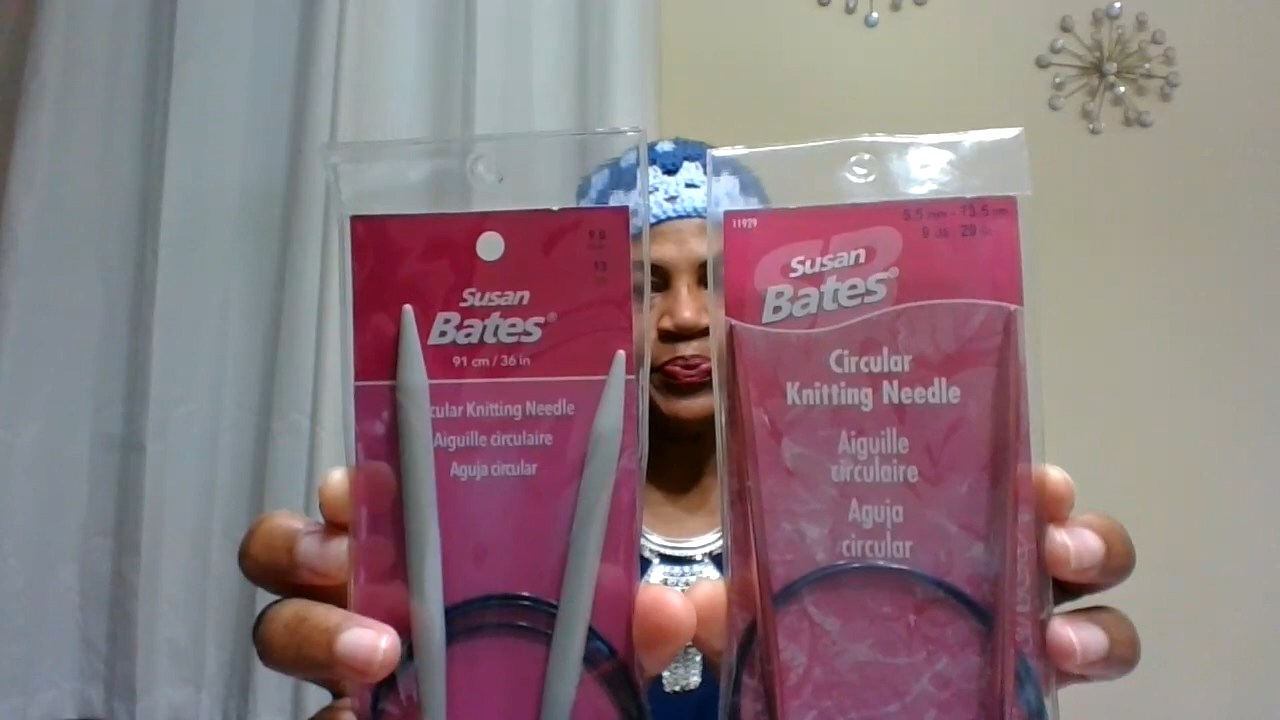 Susan
Bates®
91 cm / 36 in
cular Knitting Needle
Aiguille circulaire
Aguja circular
11929
Susan
Bates®
Circular
Knitting Needle
Aiguille
circulaire
Aguja
circular